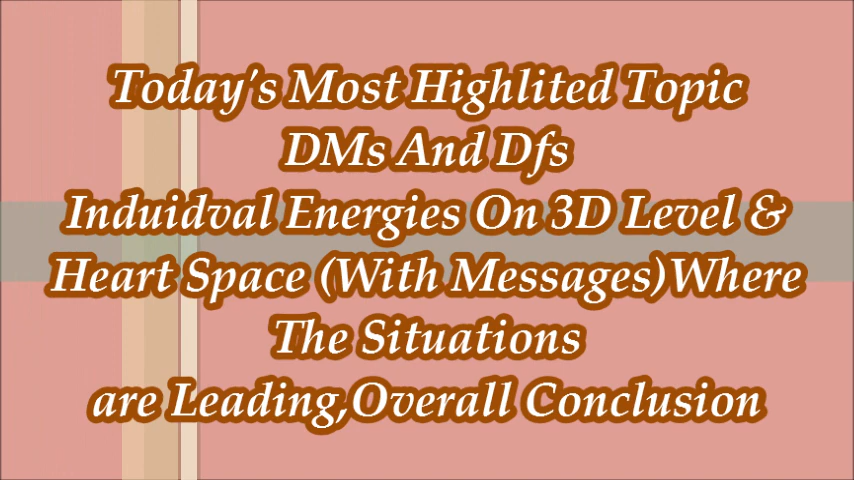 Today's Most Highlited Topic
DMs And Dfs
Induidval Energies On 3D Level &
Heart Space (With Messages)Where
The Situations
are Leading,Overall Conclusion